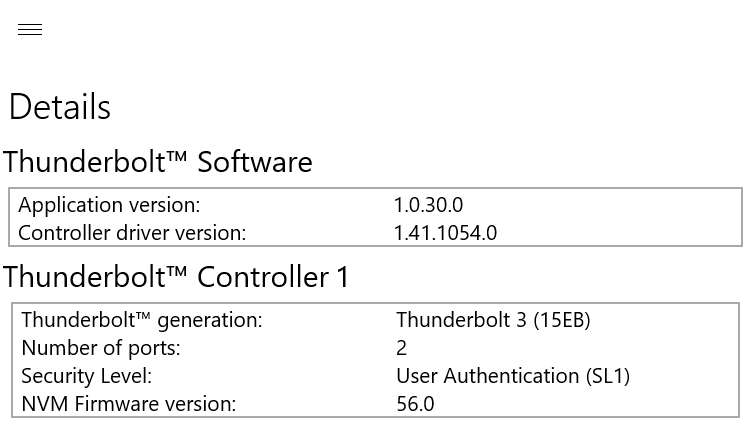 Details
Thunderbolt™ Software
Application version: 1.0.30.0
Controller driver version: 1.41.1054.0
Thunderbolt™ Controller 1
Thunderbolt™ generation: Thunderbolt 3 (15EB)
Number of ports: 2
Security Level: User Authentication (SL1)
NVM Firmware version: 56.0